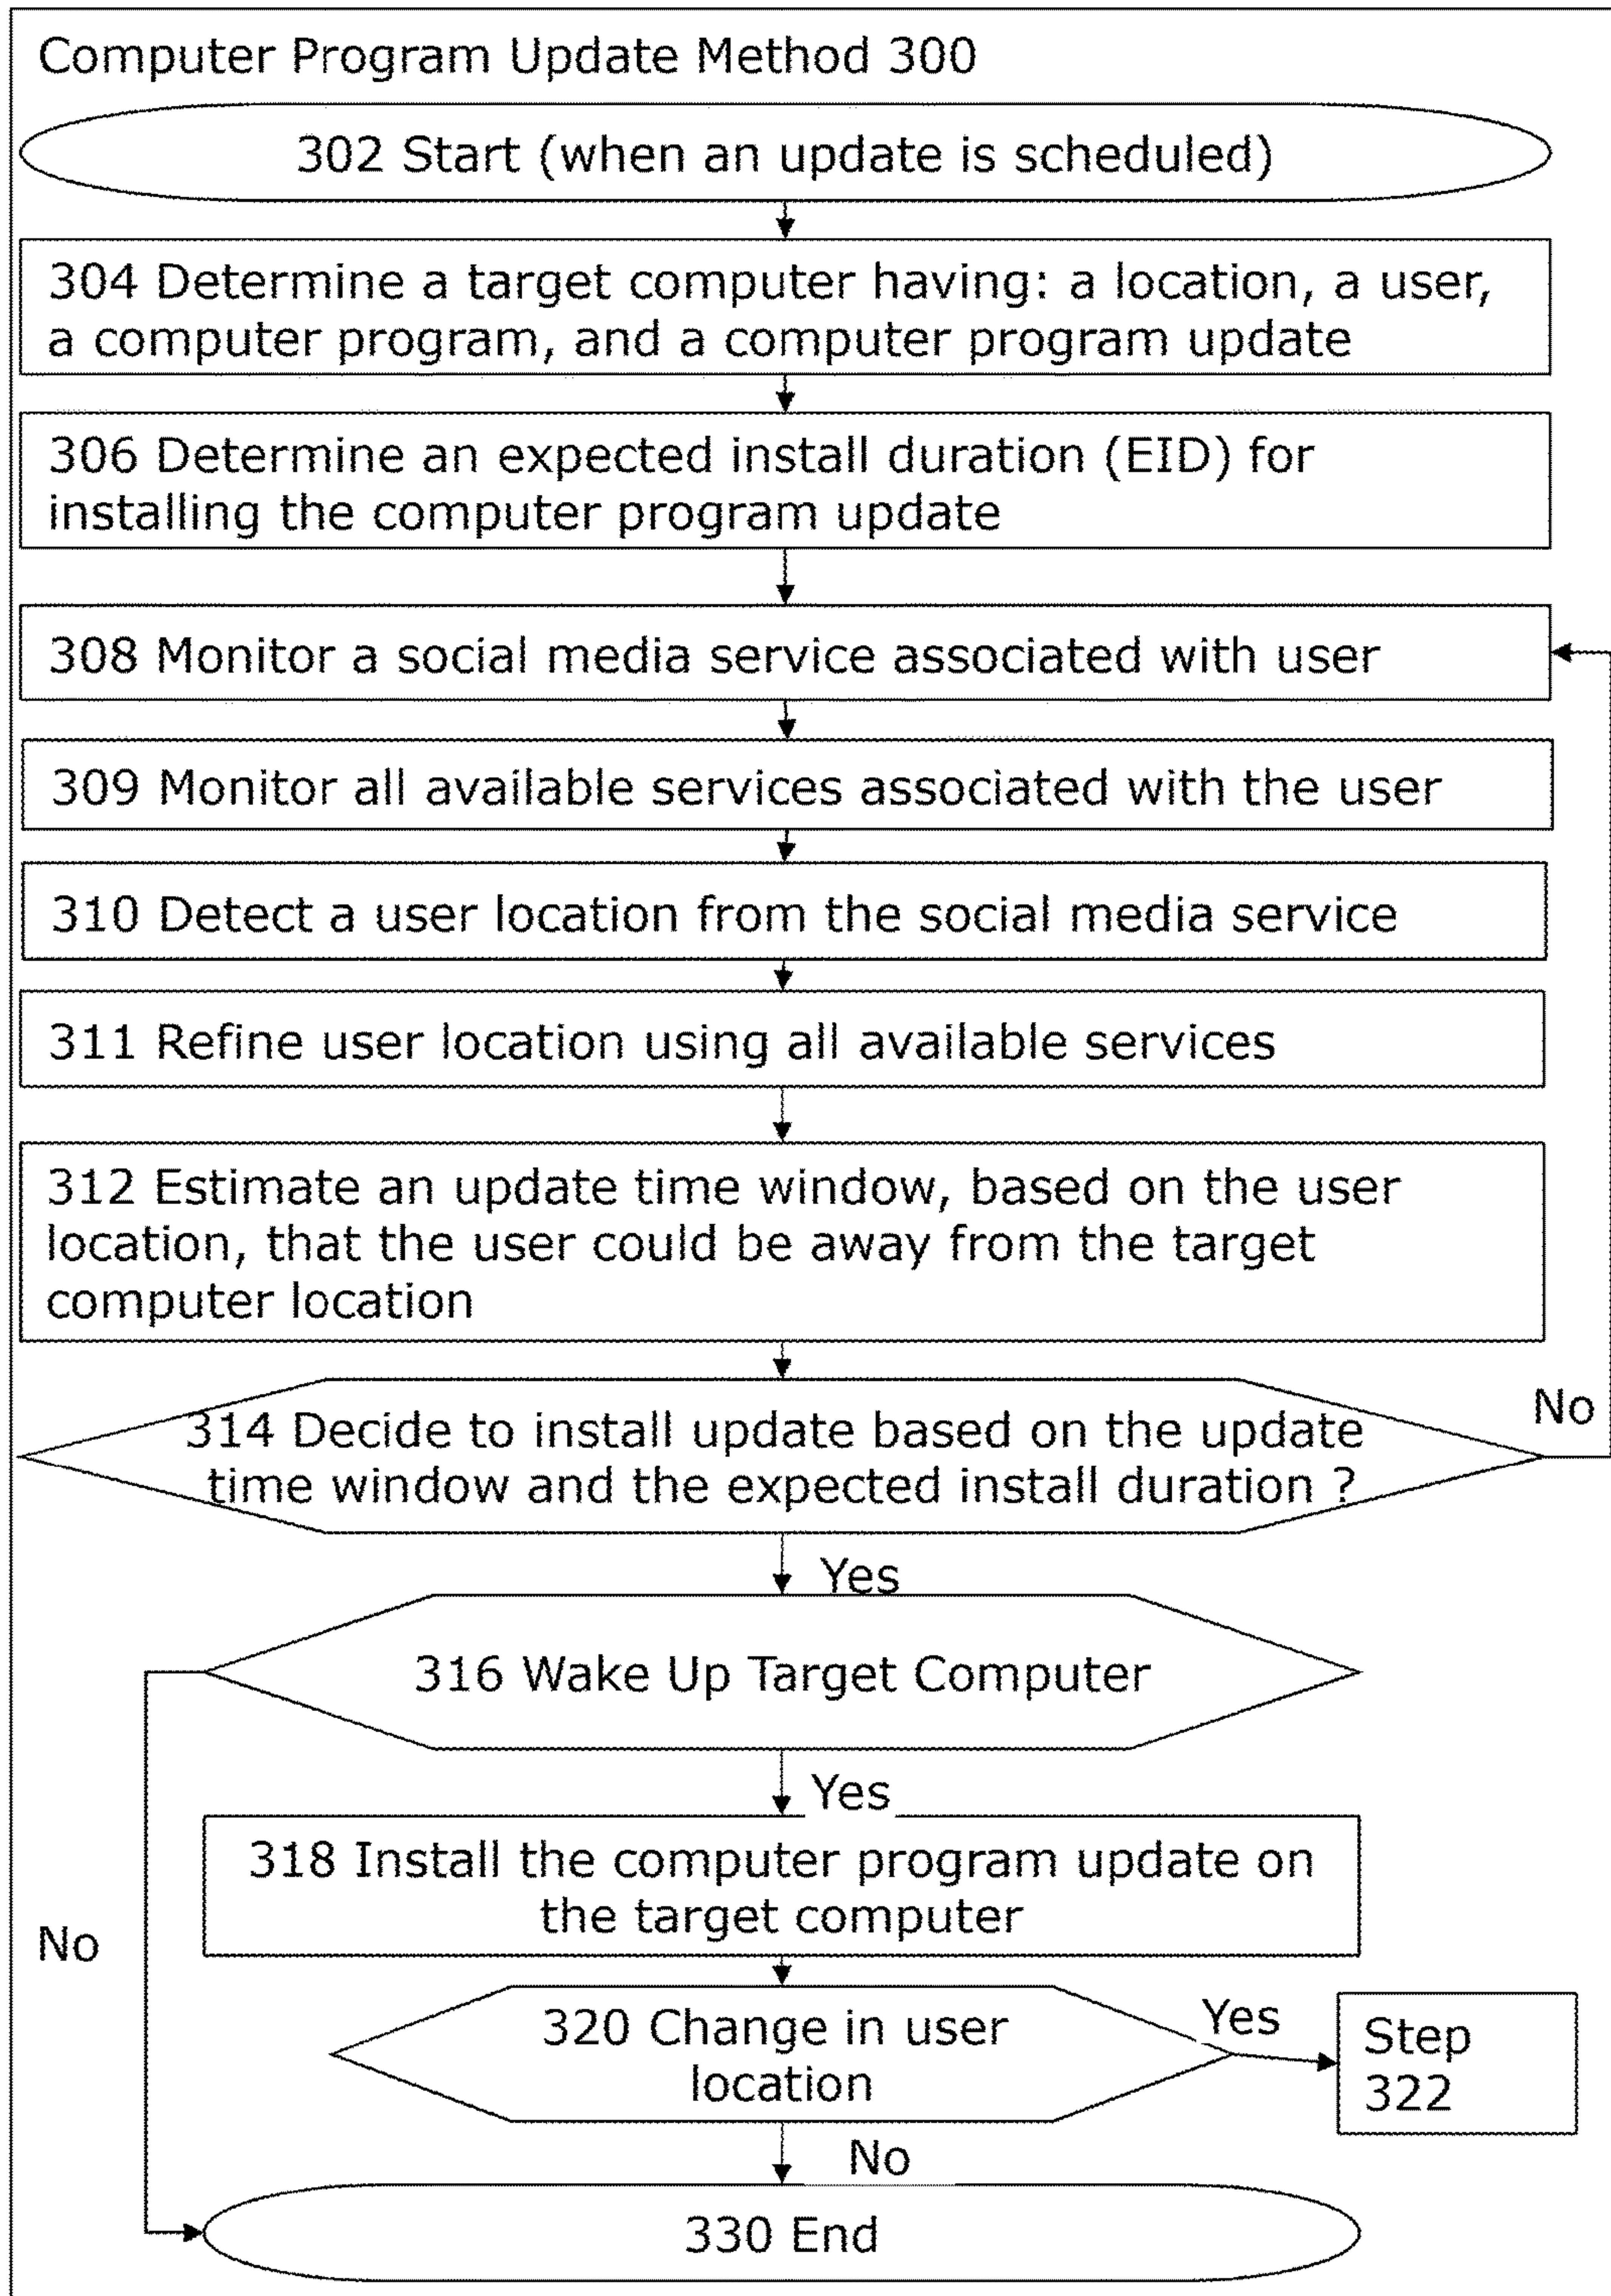 Computer Program Update Method 300
302 Start (when an update is scheduled)
304 Determine a target computer having: a location, a user,
a computer program, and a computer program update
306 Determine an expected install duration (EID) for
installing the computer program update
308 Monitor a social media service associated with user
309 Monitor all available services associated with the user
310 Detect a user location from the social media service
311 Refine user location using all available services
312 Estimate an update time window, based on the user
location, that the user could be away from the target
computer location
No
314 Decide to install update based on the update
time window and the expected install duration ?
Yes
316 Wake Up Target Computer
Yes
318 Install the computer program update on
the target computer
No
320 Change in user
location
Yes
Step
322
No
330 End